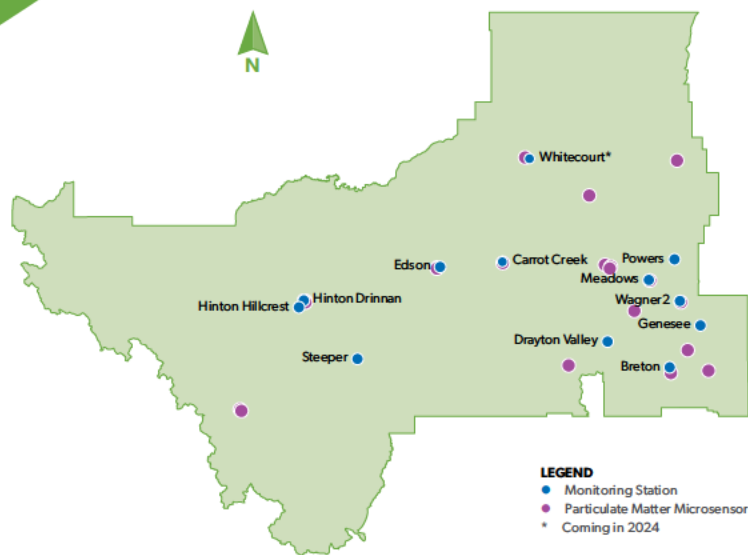 N
Whitecourt*
Edson
Carrot Creek
Powers
Meadows
Hinton Drinnan
Hinton Hillcrest
Wagner2
Genesee
Drayton Valley
Steeper
Breton
LEGEND
Monitoring Station
Particulate Matter Microsensor
* Coming in 2024